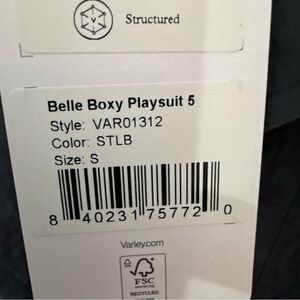 Structured
Belle Boxy Playsuit 5
Style: VAR01312
Color: STLB
Size: S
8 40231 75772 0
Varley.com
FSC
RECYCLED